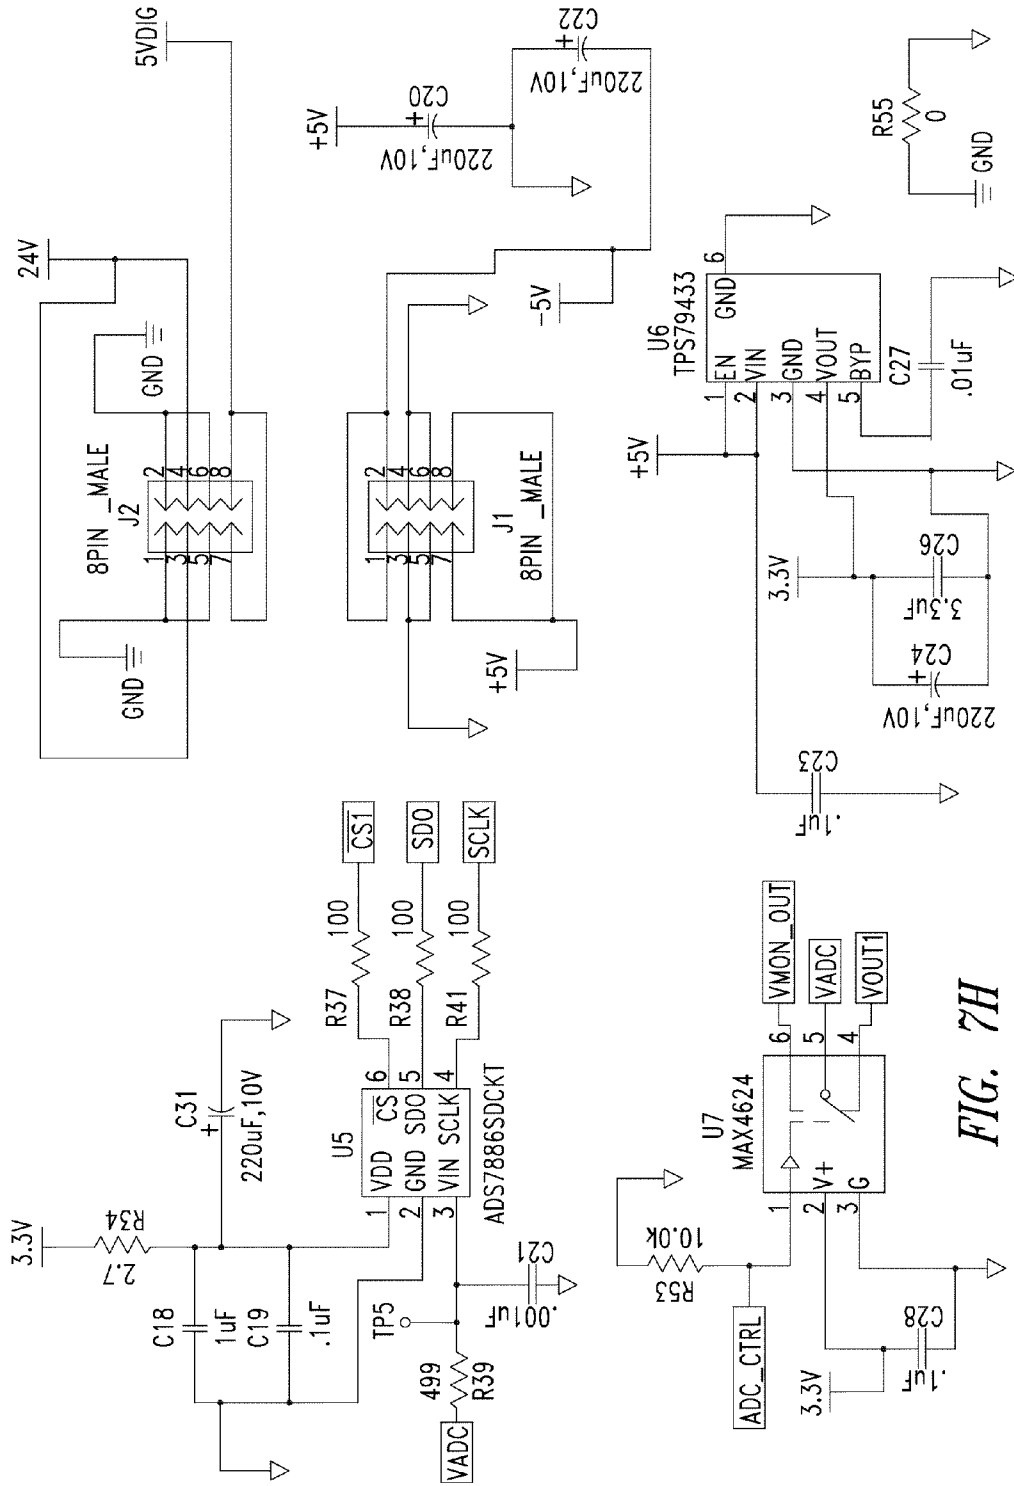 3.3V
R34
2.7
C31
220uF,10V
C18
1uF
C19
.1uF
U5
1
VDD
CS
6
2
GND
SDO
5
3
VIN
SCLK
4
ADS7886SDCKT
R37
100
CS1
R38
100
SDO
R41
100
SCLK
TP5
VADC
499
R39
C21
.001uF
24V
5VDIG
GND
GND
8PIN _MALE
J2
1
2
3
4
5
6
7
8
+5V
C20
220uF,10V
C22
220uF,10V
-5V
1
2
3
4
5
6
7
8
J1
8PIN _MALE
+5V
U7
MAX4624
1
2
V+
3
G
6
VMON_OUT
5
VADC
4
VOUT1
R53
10.0k
ADC_CTRL
3.3V
C28
.1uF
+5V
U6
TPS79433
1
EN
2
VIN
3
GND
4
VOUT
5
BYP
GND
6
C27
.01uF
3.3V
C26
3.3uF
C24
220uF,10V
C23
.1uF
R55
0
GND
FIG. 7H